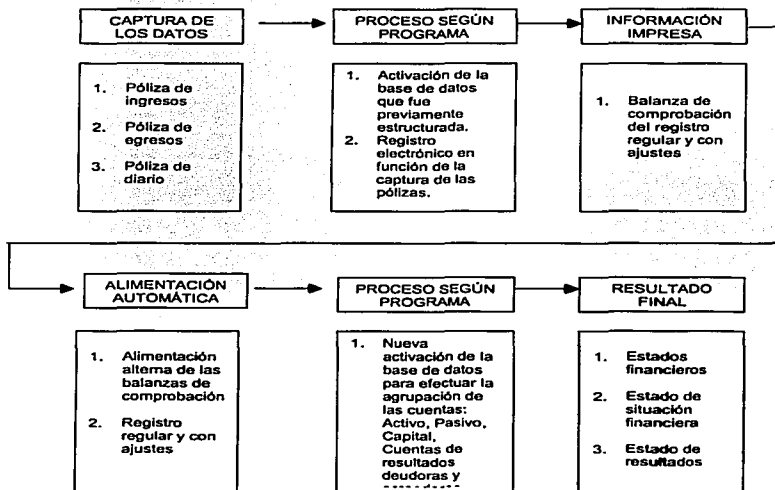 CAPTURA DE
LOS DATOS
PROCESO SEGÚN
PROGRAMA
INFORMACIÓN
IMPRESA
1. Póliza de
ingresos
2. Póliza de
egresos
3. Póliza de
diario
1. Activación de la
base de datos
que fue
previamente
estructurada.
2. Registro
electrónico en
función de la
captura de las
pólizas.
1. Balanza de
comprobación
del registro
regular y con
ajustes
ALIMENTACIÓN
AUTOMÁTICA
PROCESO SEGÚN
PROGRAMA
RESULTADO
FINAL
1. Alimentación
alterna de las
balanzas de
comprobación
2. Registro
regular y con
ajustes
1. Nueva
activación de la
base de datos
para efectuar la
agrupación de
las cuentas:
Activo, Pasivo,
Capital,
Cuentas de
resultados
deudoras y
1. Estados
financieros
2. Estado de
situación
financiera
3. Estado de
resultados